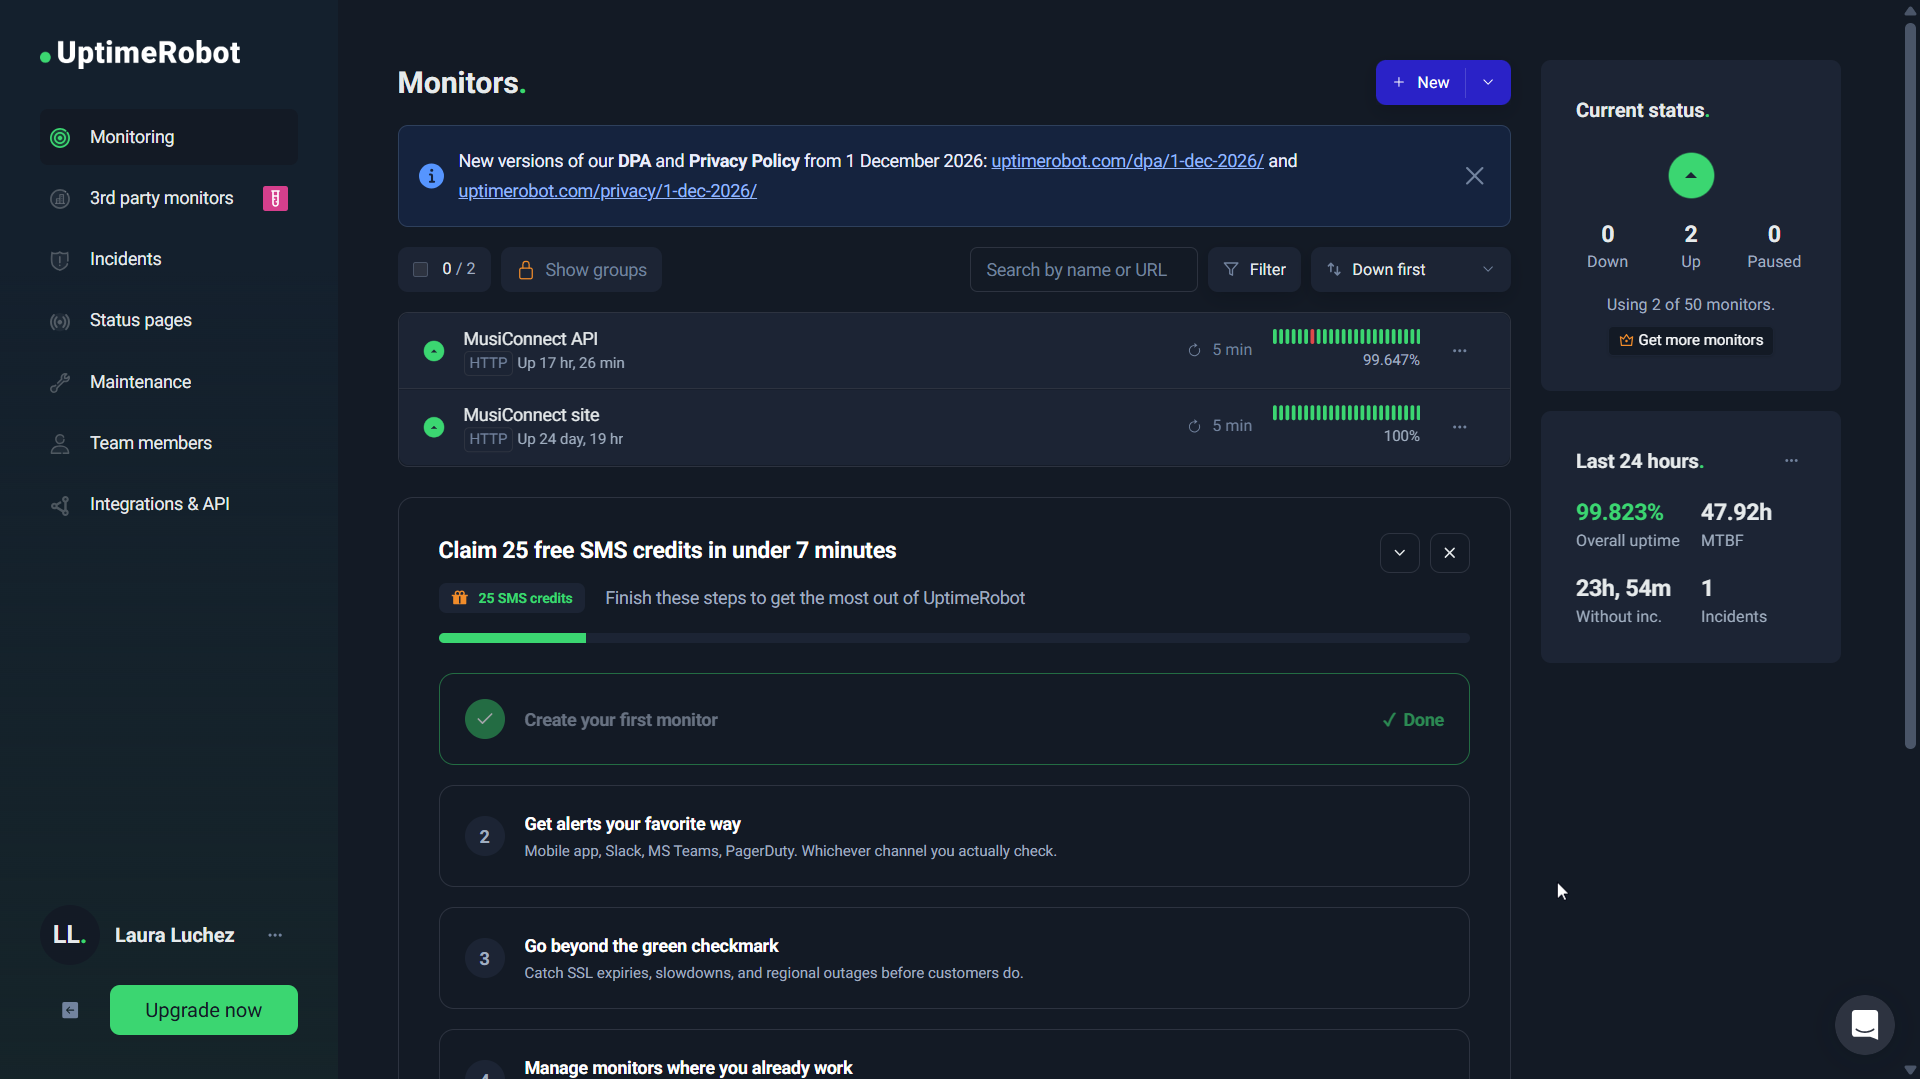 UptimeRobot
Monitoring
3rd party monitors
Incidents
Status pages
Maintenance
Team members
Integrations & API
LL.
Laura Luchez
Upgrade now
Monitors.
New
New versions of our DPA and Privacy Policy from 1 December 2026: uptimerobot.com/dpa/1-dec-2026/ and
uptimerobot.com/privacy/1-dec-2026/
0 / 2
Show groups
Search by name or URL
Filter
Down first
MusiConnect API
HTTP Up 17 hr, 26 min
5 min
99.647%
MusiConnect site
HTTP Up 24 day, 19 hr
5 min
100%
Claim 25 free SMS credits in under 7 minutes
25 SMS credits
Finish these steps to get the most out of UptimeRobot
Create your first monitor
Done
2
Get alerts your favorite way
Mobile app, Slack, MS Teams, PagerDuty. Whichever channel you actually check.
3
Go beyond the green checkmark
Catch SSL expiries, slowdowns, and regional outages before customers do.
4
Manage monitors where you already work
Current status.
0 2 0
Down Up Paused
Using 2 of 50 monitors.
Get more monitors
Last 24 hours.
99.823% 47.92h
Overall uptime MTBF
23h, 54m 1
Without inc. Incidents